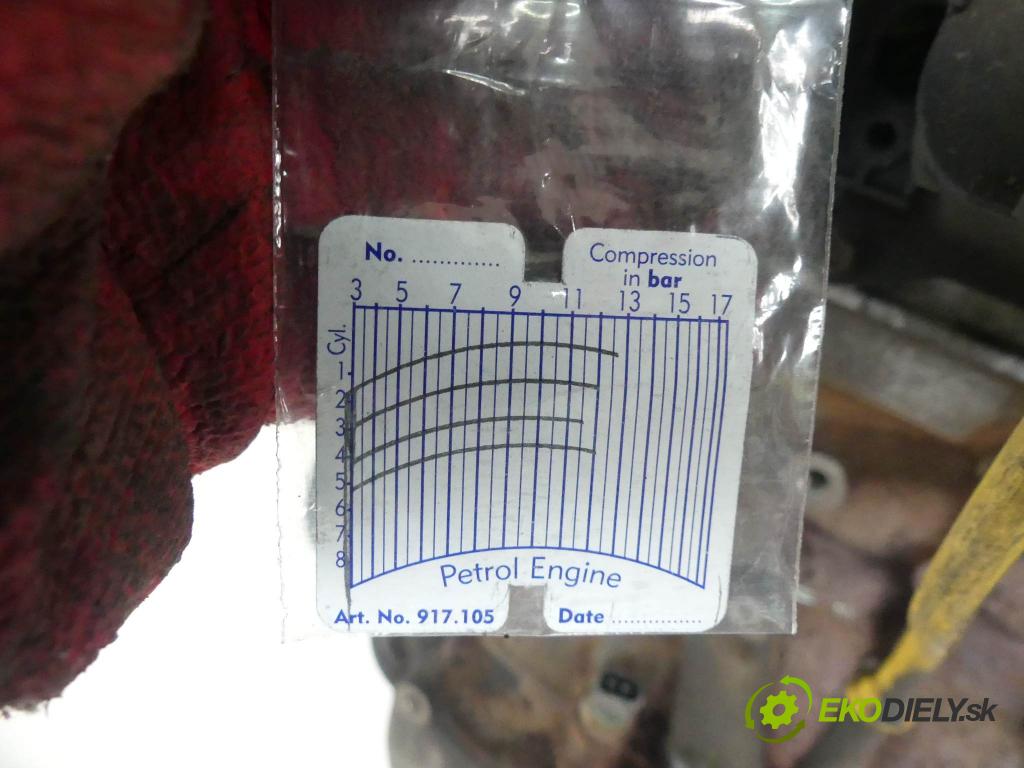 No. .............
Compression
in bar
3 5 7 9 11 13 15 17
Cyl.
1
2
3
4
5
6
7
8
Petrol Engine
Art. No. 917.105
Date ...............
EKODIELY.sk